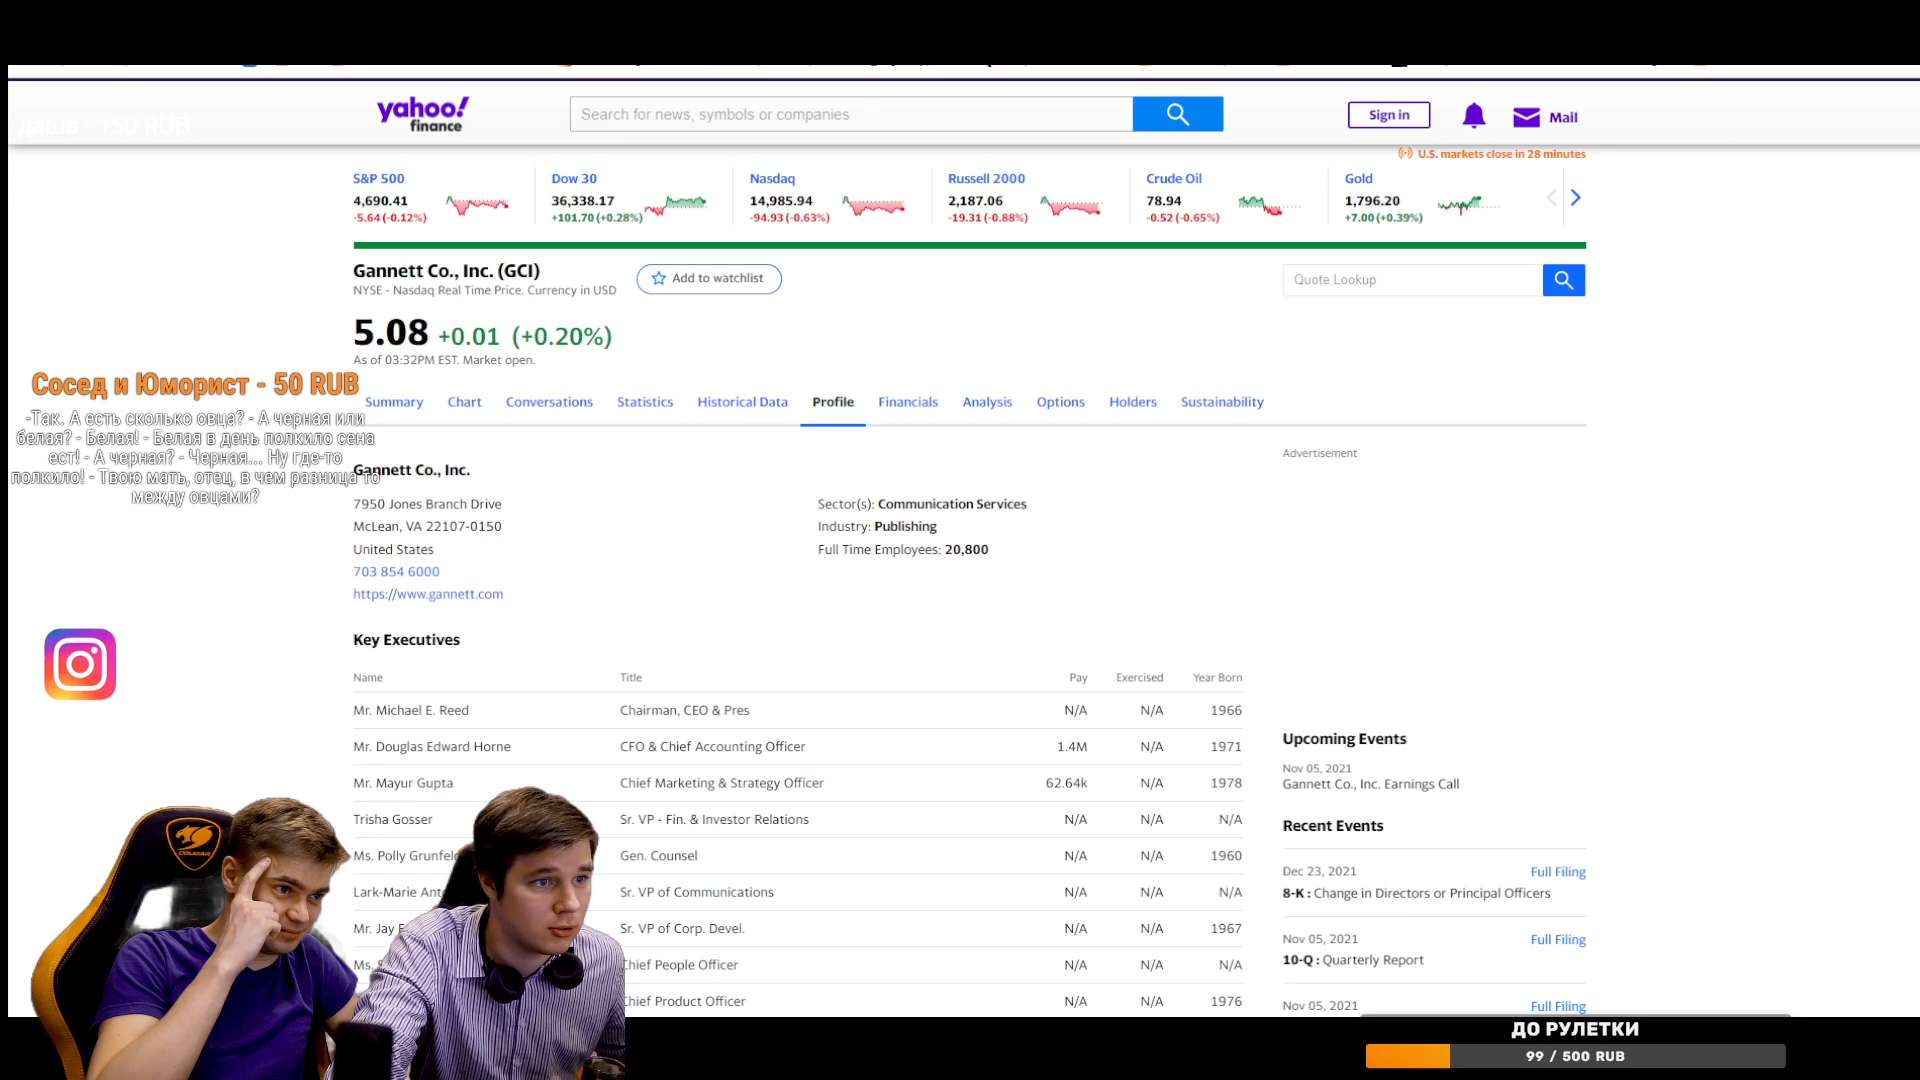 yahoo!
finance
Search for news, symbols or companies
Sign in
Mail
даша - 150 RUB
U.S. markets close in 28 minutes
S&P 500
4,690.41
-5.64 (-0.12%)
Dow 30
36,338.17
+101.70 (+0.28%)
Nasdaq
14,985.94
-94.93 (-0.63%)
Russell 2000
2,187.06
-19.31 (-0.88%)
Crude Oil
78.94
-0.52 (-0.65%)
Gold
1,796.20
+7.00 (+0.39%)
Gannett Co., Inc. (GCI)
NYSE - Nasdaq Real Time Price. Currency in USD
Add to watchlist
Quote Lookup
5.08 +0.01 (+0.20%)
As of 03:32PM EST. Market open.
Сосед и Юморист - 50 RUB
-Так. А есть сколько овца? - А черная или
белая? - Белая! - Белая в день полкило сена
ест! - А черная? - Черная... Ну где-то
полкило! - Твою мать, отец, в чем разница то
между овцами?
Summary Chart Conversations Statistics Historical Data Profile Financials Analysis Options Holders Sustainability
Advertisement
Gannett Co., Inc.
7950 Jones Branch Drive
McLean, VA 22107-0150
United States
703 854 6000
https://www.gannett.com
Sector(s): Communication Services
Industry: Publishing
Full Time Employees: 20,800
Key Executives
Name Title Pay Exercised Year Born
Mr. Michael E. Reed Chairman, CEO & Pres N/A N/A 1966
Mr. Douglas Edward Horne CFO & Chief Accounting Officer 1.4M N/A 1971
Mr. Mayur Gupta Chief Marketing & Strategy Officer 62.64k N/A 1978
Trisha Gosser Sr. VP - Fin. & Investor Relations N/A N/A N/A
Ms. Polly Gen. Counsel N/A N/A 1960
Lark-Marie Sr. VP of Communications N/A N/A N/A
Mr. Jay Sr. VP of Corp. Devel. N/A N/A 1967
Ms. Chief People Officer N/A N/A N/A
Chief Product Officer N/A N/A 1976
Upcoming Events
Nov 05, 2021
Gannett Co., Inc. Earnings Call
Recent Events
Dec 23, 2021 Full Filing
8-K : Change in Directors or Principal Officers
Nov 05, 2021 Full Filing
10-Q : Quarterly Report
Nov 05, 2021 Full Filing
COUGAR
ДО РУЛЕТКИ
99 / 500 RUB